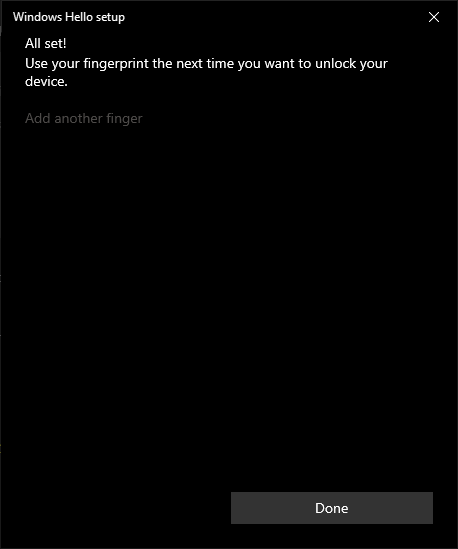 Windows Hello setup
All set!
Use your fingerprint the next time you want to unlock your
device.
Add another finger
Done